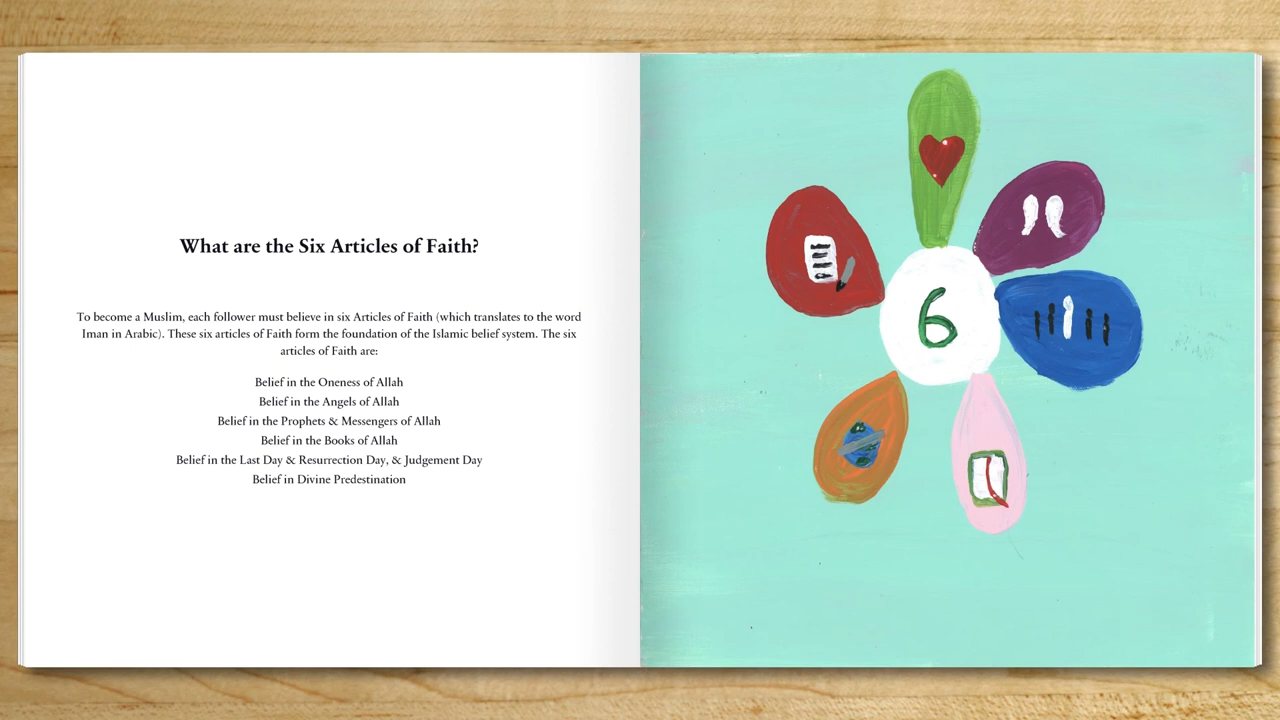 What are the Six Articles of Faith?
To become a Muslim, each follower must believe in six Articles of Faith (which translates to the word
Iman in Arabic). These six articles of Faith form the foundation of the Islamic belief system. The six
articles of Faith are:
Belief in the Oneness of Allah
Belief in the Angels of Allah
Belief in the Prophets & Messengers of Allah
Belief in the Books of Allah
Belief in the Last Day & Resurrection Day, & Judgement Day
Belief in Divine Predestination
6